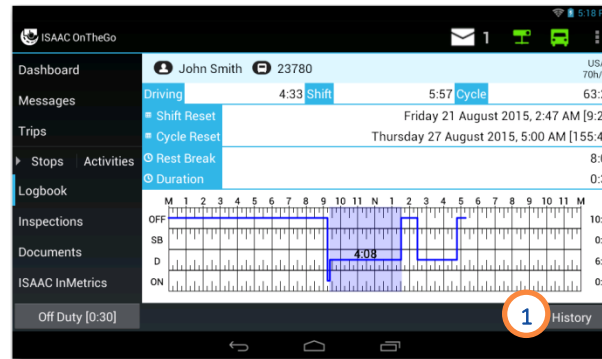 5:18 P
ISAAC OnTheGo 1
John Smith 23780 USA
70h/
Dashboard
Messages
Trips
Stops Activities
Logbook
Inspections
Documents
ISAAC InMetrics
Off Duty [0:30]
Driving 4:33 Shift 5:57 Cycle 63:
Shift Reset Friday 21 August 2015, 2:47 AM [9:2
Cycle Reset Thursday 27 August 2015, 5:00 AM [155:4
Rest Break 8:
Duration 0:
M 1 2 3 4 5 6 7 8 9 10 11 N 1 2 3 4 5 6 7 8 9 10 11 M
OFF 10:
SB 0:
D 4:08 6:
ON 0:
1 History